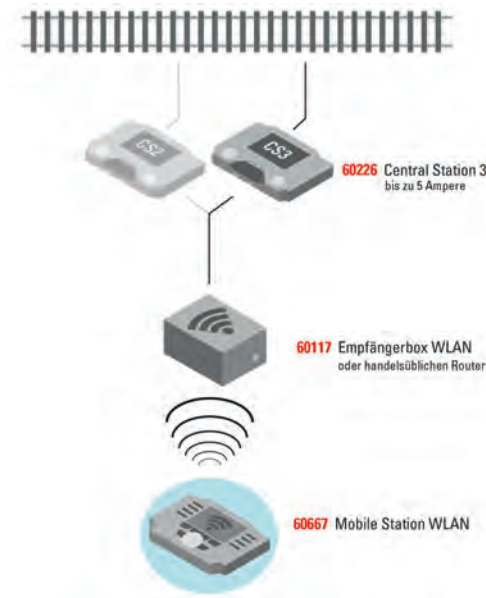 CS2
CS3
60226 Central Station 3
bis zu 5 Ampere
60117 Empfängerbox WLAN
oder handelsüblichen Router
60667 Mobile Station WLAN